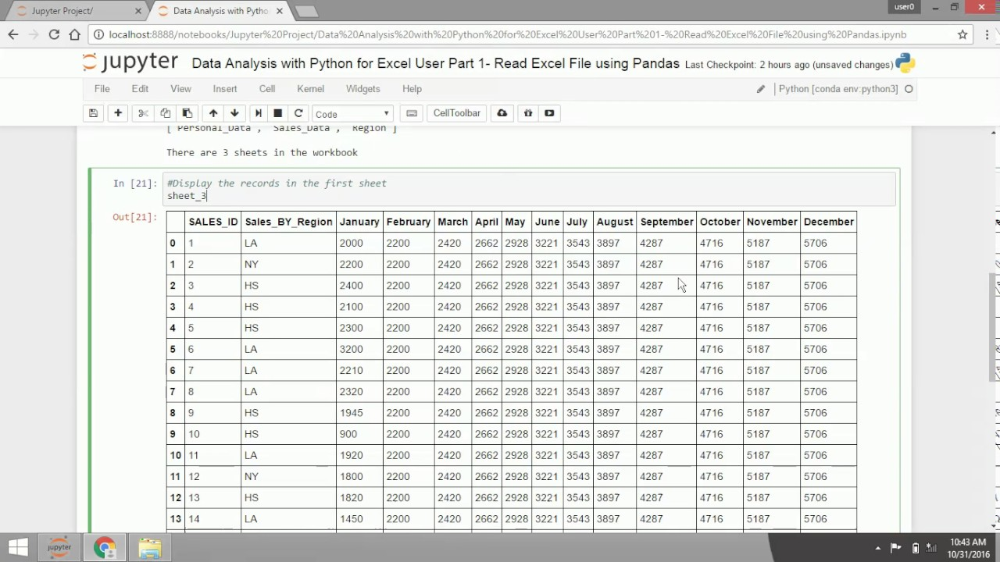 Jupyter Project/
Data Analysis with Pytho
user0
localhost:8888/notebooks/Jupyter%20Project/Data%20Analysis%20with%20Python%20for%20Excel%20User%20Part%201-%20Read%20Excel%20File%20using%20Pandas.ipynb
jupyter Data Analysis with Python for Excel User Part 1- Read Excel File using Pandas Last Checkpoint: 2 hours ago (unsaved changes)
File Edit View Insert Cell Kernel Widgets Help Python [conda env:python3]
Code CellToolbar
['Personal_Data', 'Sales_Data', 'Region']
There are 3 sheets in the workbook
In [21]: #Display the records in the first sheet
sheet_3
Out[21]:
SALES_ID Sales_BY_Region January February March April May June July August September October November December
0 1 LA 2000 2200 2420 2662 2928 3221 3543 3897 4287 4716 5187 5706
1 2 NY 2200 2200 2420 2662 2928 3221 3543 3897 4287 4716 5187 5706
2 3 HS 2400 2200 2420 2662 2928 3221 3543 3897 4287 4716 5187 5706
3 4 HS 2100 2200 2420 2662 2928 3221 3543 3897 4287 4716 5187 5706
4 5 HS 2300 2200 2420 2662 2928 3221 3543 3897 4287 4716 5187 5706
5 6 LA 3200 2200 2420 2662 2928 3221 3543 3897 4287 4716 5187 5706
6 7 LA 2210 2200 2420 2662 2928 3221 3543 3897 4287 4716 5187 5706
7 8 LA 2320 2200 2420 2662 2928 3221 3543 3897 4287 4716 5187 5706
8 9 HS 1945 2200 2420 2662 2928 3221 3543 3897 4287 4716 5187 5706
9 10 HS 900 2200 2420 2662 2928 3221 3543 3897 4287 4716 5187 5706
10 11 LA 1920 2200 2420 2662 2928 3221 3543 3897 4287 4716 5187 5706
11 12 NY 1800 2200 2420 2662 2928 3221 3543 3897 4287 4716 5187 5706
12 13 HS 1820 2200 2420 2662 2928 3221 3543 3897 4287 4716 5187 5706
13 14 LA 1450 2200 2420 2662 2928 3221 3543 3897 4287 4716 5187 5706
jupyter
10:43 AM
10/31/2016